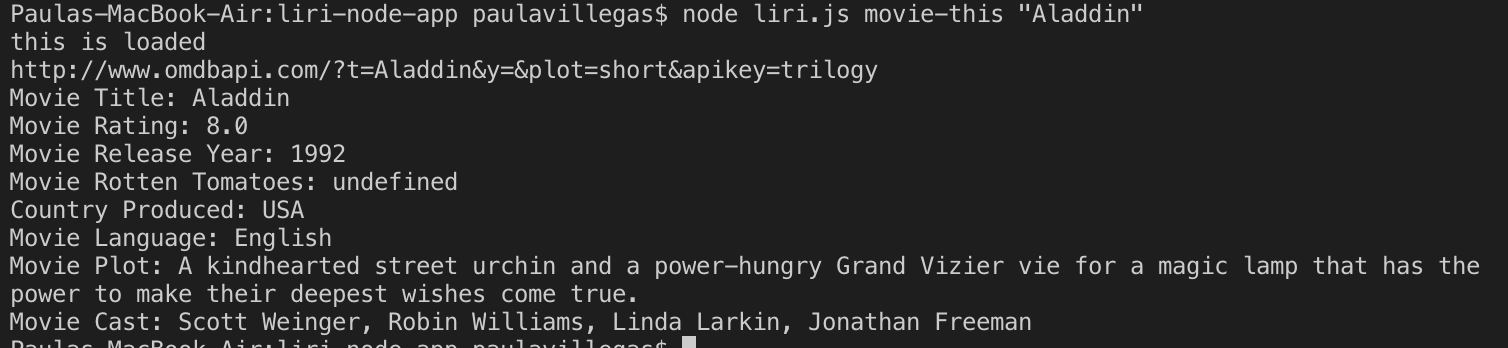 Paulas-MacBook-Air:liri-node-app paulavillegas$ node liri.js movie-this "Aladdin"
this is loaded
http://www.omdbapi.com/?t=Aladdin&y=&plot=short&apikey=trilogy
Movie Title: Aladdin
Movie Rating: 8.0
Movie Release Year: 1992
Movie Rotten Tomatoes: undefined
Country Produced: USA
Movie Language: English
Movie Plot: A kindhearted street urchin and a power-hungry Grand Vizier vie for a magic lamp that has the
power to make their deepest wishes come true.
Movie Cast: Scott Weinger, Robin Williams, Linda Larkin, Jonathan Freeman
Paulas-MacBook-Air:liri-node-app paulavillegas$